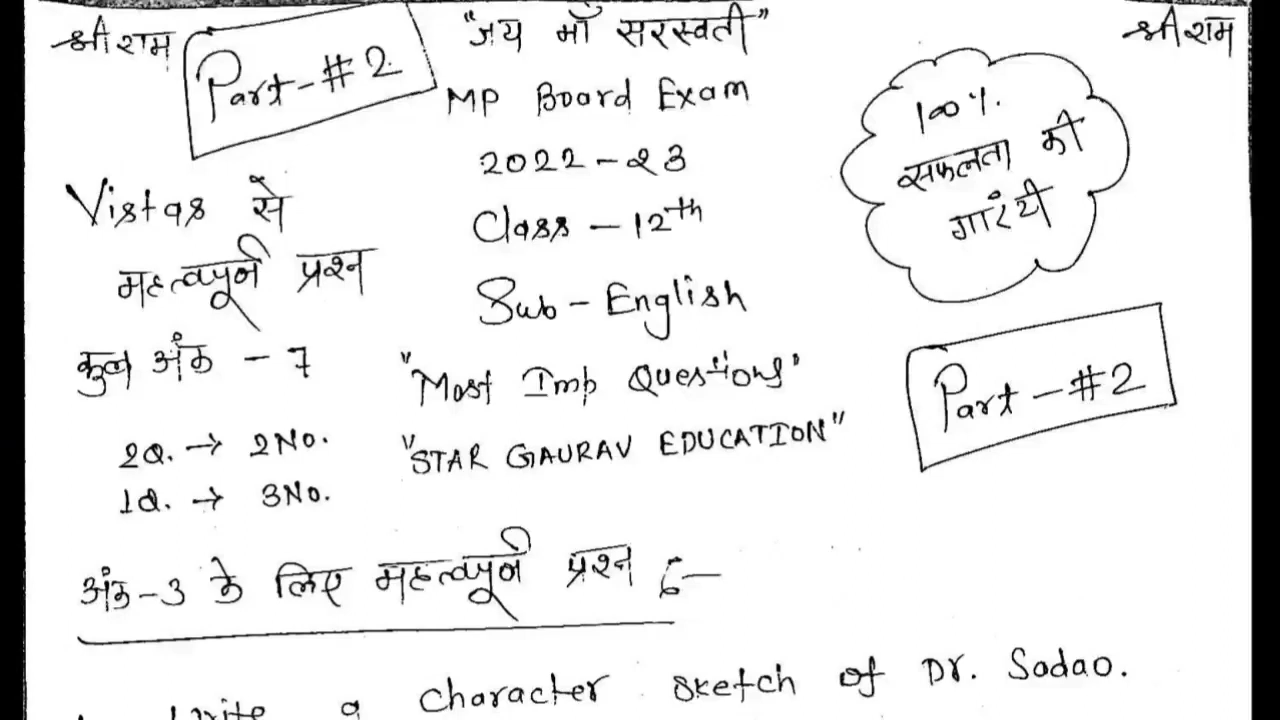 श्री राम
Part-#2
"जय माँ सरस्वती"
श्री राम
MP Board Exam
2022-23
Class-12th
Sub-English
"Most Imp Questions"
"STAR GAURAV EDUCATION"
100%
सफलता की
गारंटी
Part-#2
Vistas से
महत्वपूर्ण प्रश्न
कुल अंक - 7
2Q. → 2No.
1Q. → 3No.
अंक-3 के लिए महत्वपूर्ण प्रश्न :-
Write a character sketch of Dr. Sadao.